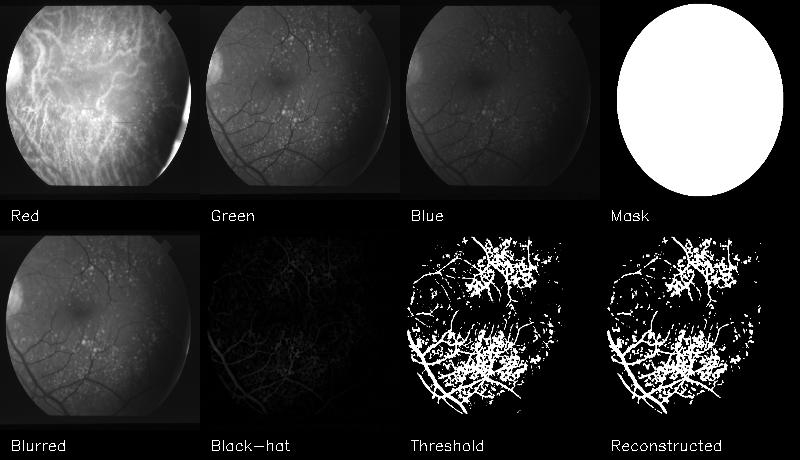 Red
Green
Blue
Mask
Blurred
Black-hat
Threshold
Reconstructed